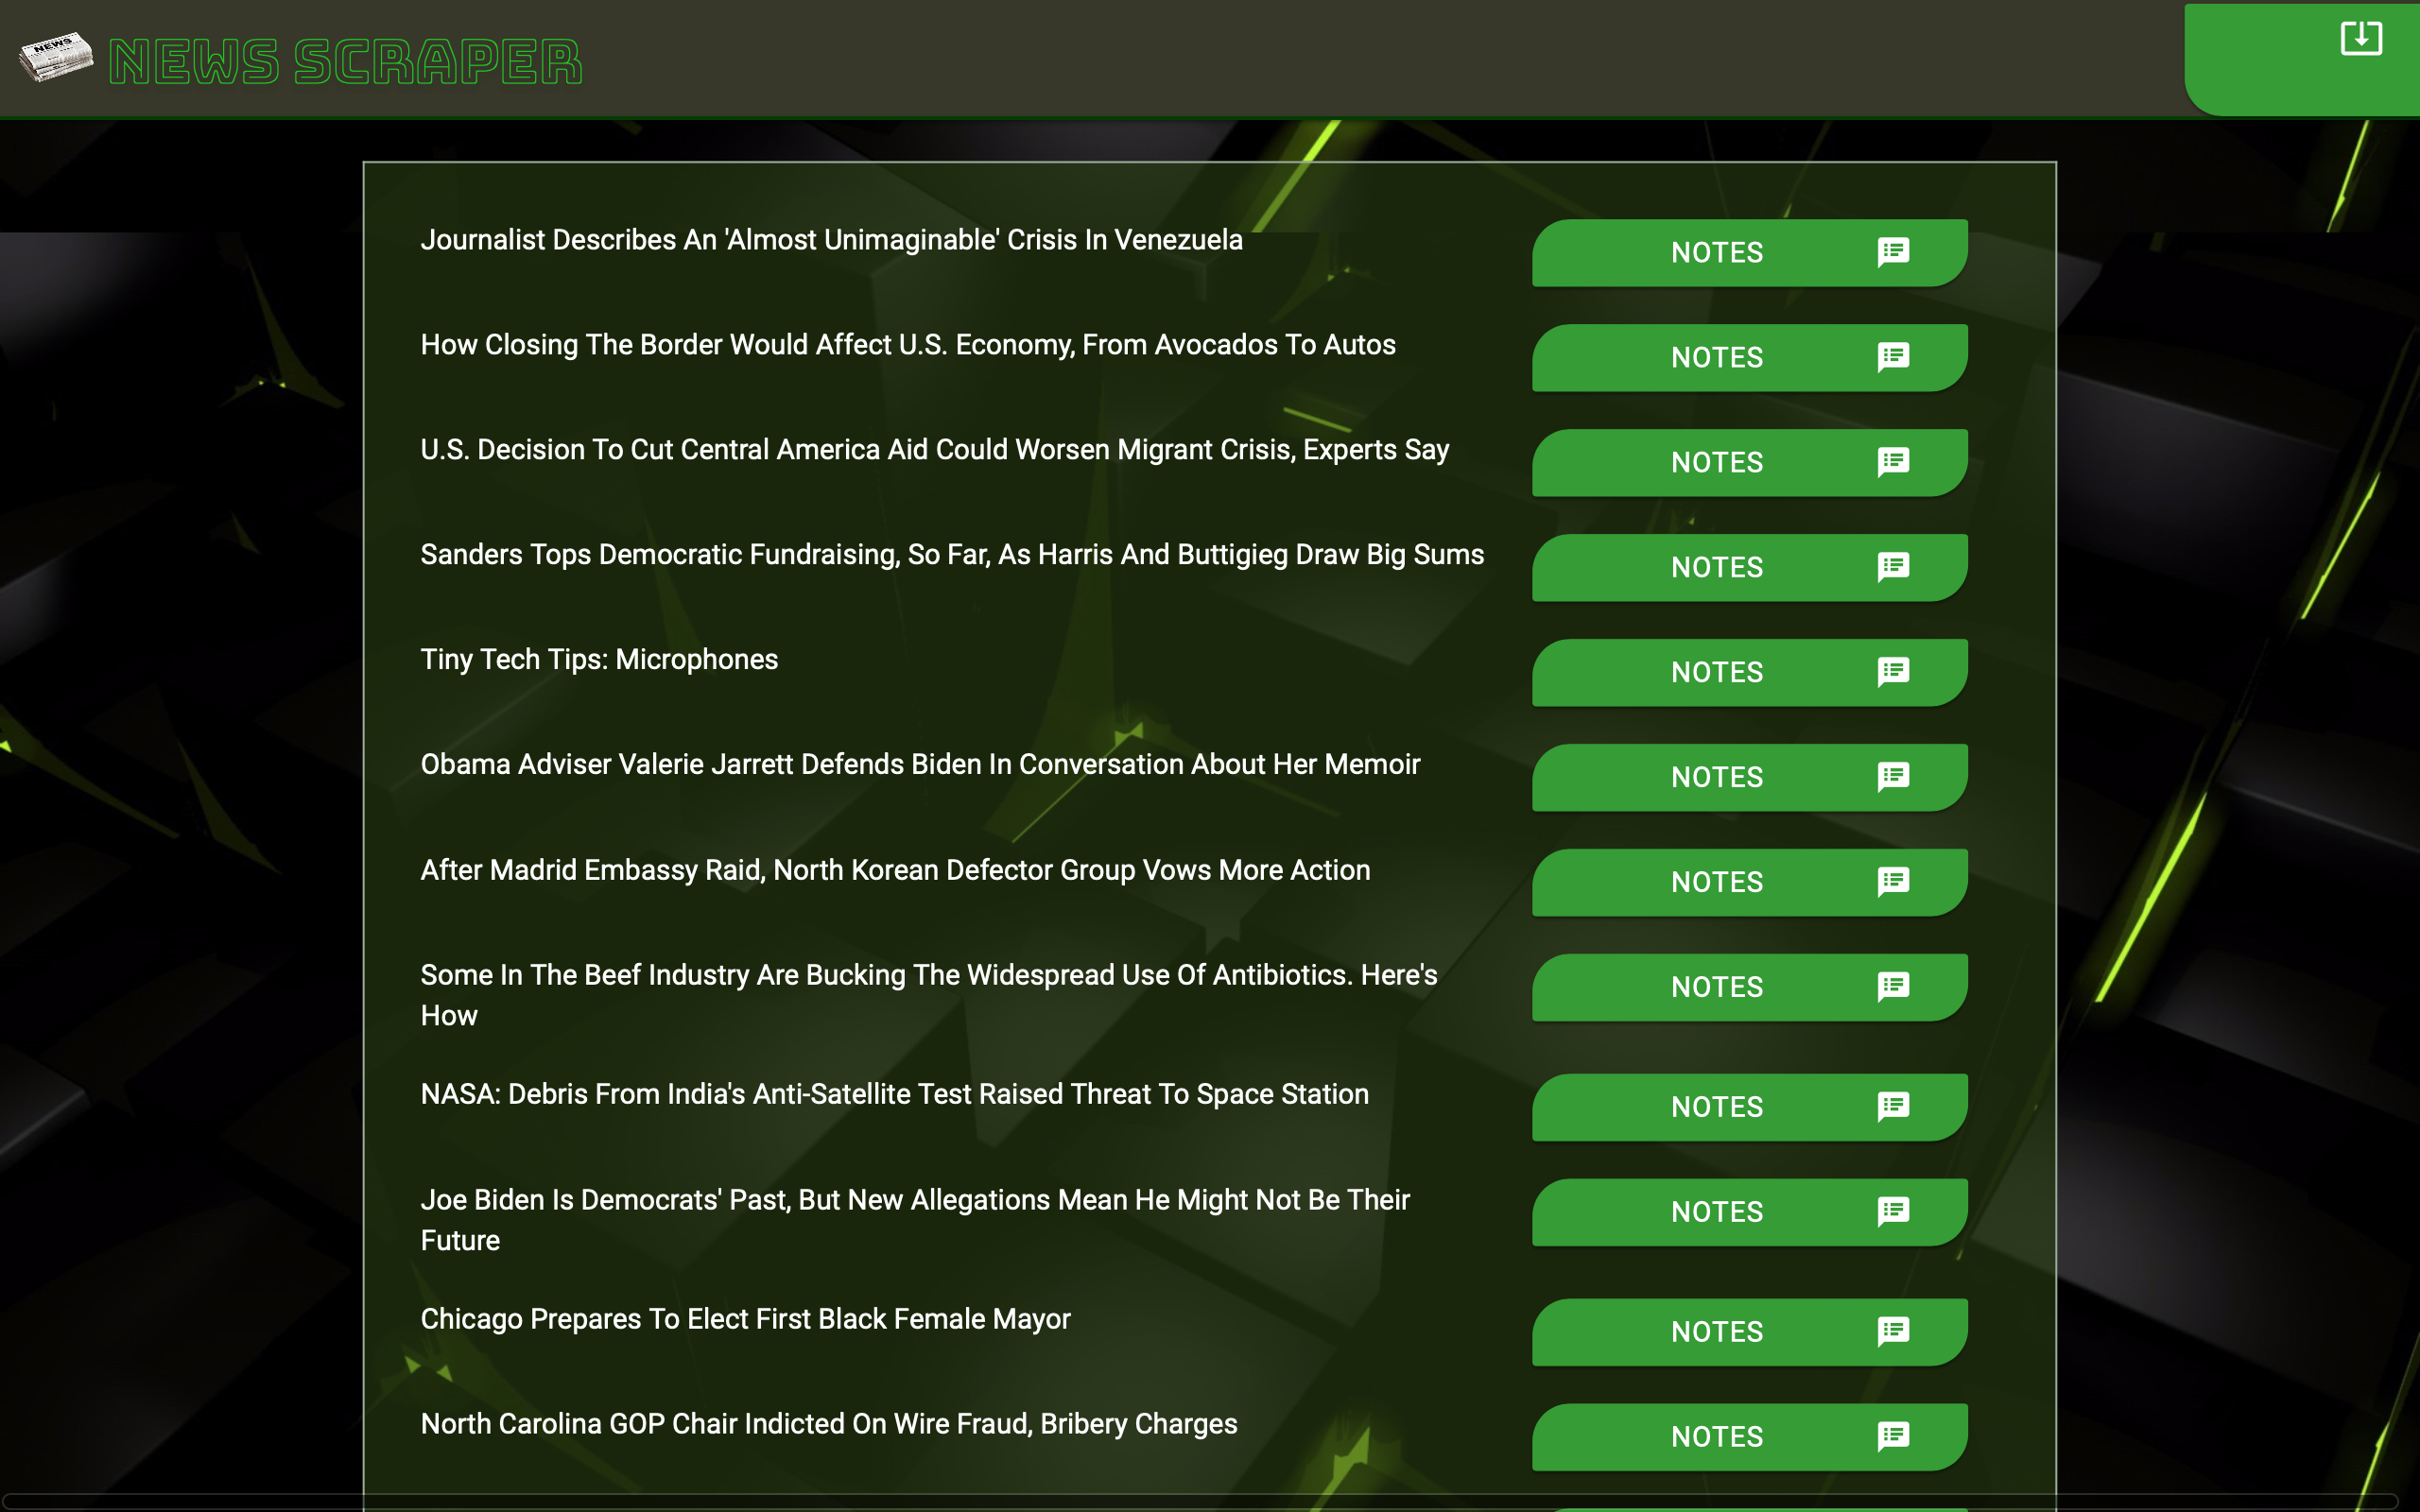 NEWS
NEWS SCRAPER
Journalist Describes An 'Almost Unimaginable' Crisis In Venezuela
NOTES
How Closing The Border Would Affect U.S. Economy, From Avocados To Autos
NOTES
U.S. Decision To Cut Central America Aid Could Worsen Migrant Crisis, Experts Say
NOTES
Sanders Tops Democratic Fundraising, So Far, As Harris And Buttigieg Draw Big Sums
NOTES
Tiny Tech Tips: Microphones
NOTES
Obama Adviser Valerie Jarrett Defends Biden In Conversation About Her Memoir
NOTES
After Madrid Embassy Raid, North Korean Defector Group Vows More Action
NOTES
Some In The Beef Industry Are Bucking The Widespread Use Of Antibiotics. Here's
How
NOTES
NASA: Debris From India's Anti-Satellite Test Raised Threat To Space Station
NOTES
Joe Biden Is Democrats' Past, But New Allegations Mean He Might Not Be Their
Future
NOTES
Chicago Prepares To Elect First Black Female Mayor
NOTES
North Carolina GOP Chair Indicted On Wire Fraud, Bribery Charges
NOTES